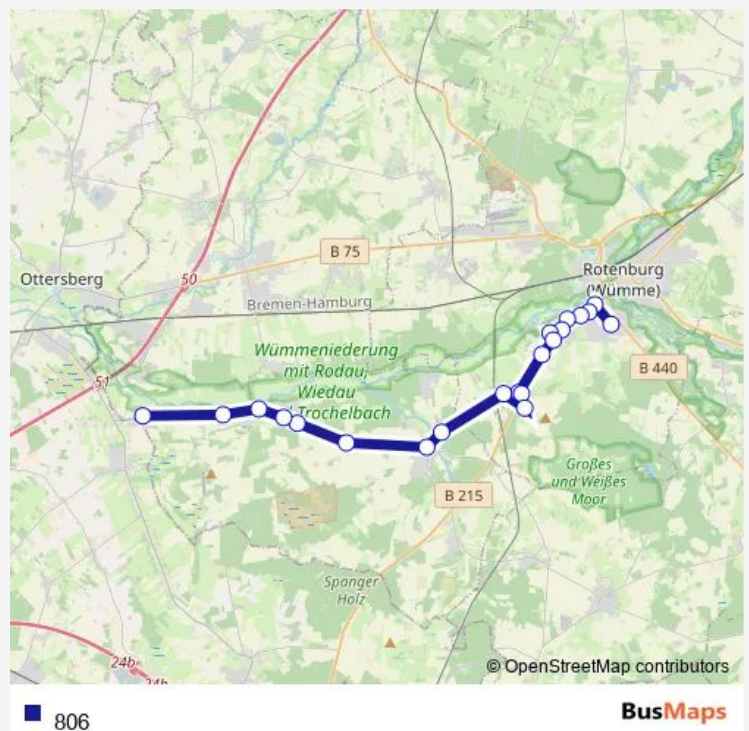 B 75
Ottersberg
50
Rotenburg
(Wümme)
Bremen-Hamburg
Wümmeniederung
mit Rodau,
Wiedau
d Trochelbach
51
B 440
Großes
und Weißes
Moor
B 215
Spanger
Holz
24b
24b
© OpenStreetMap contributors
806
BusMaps